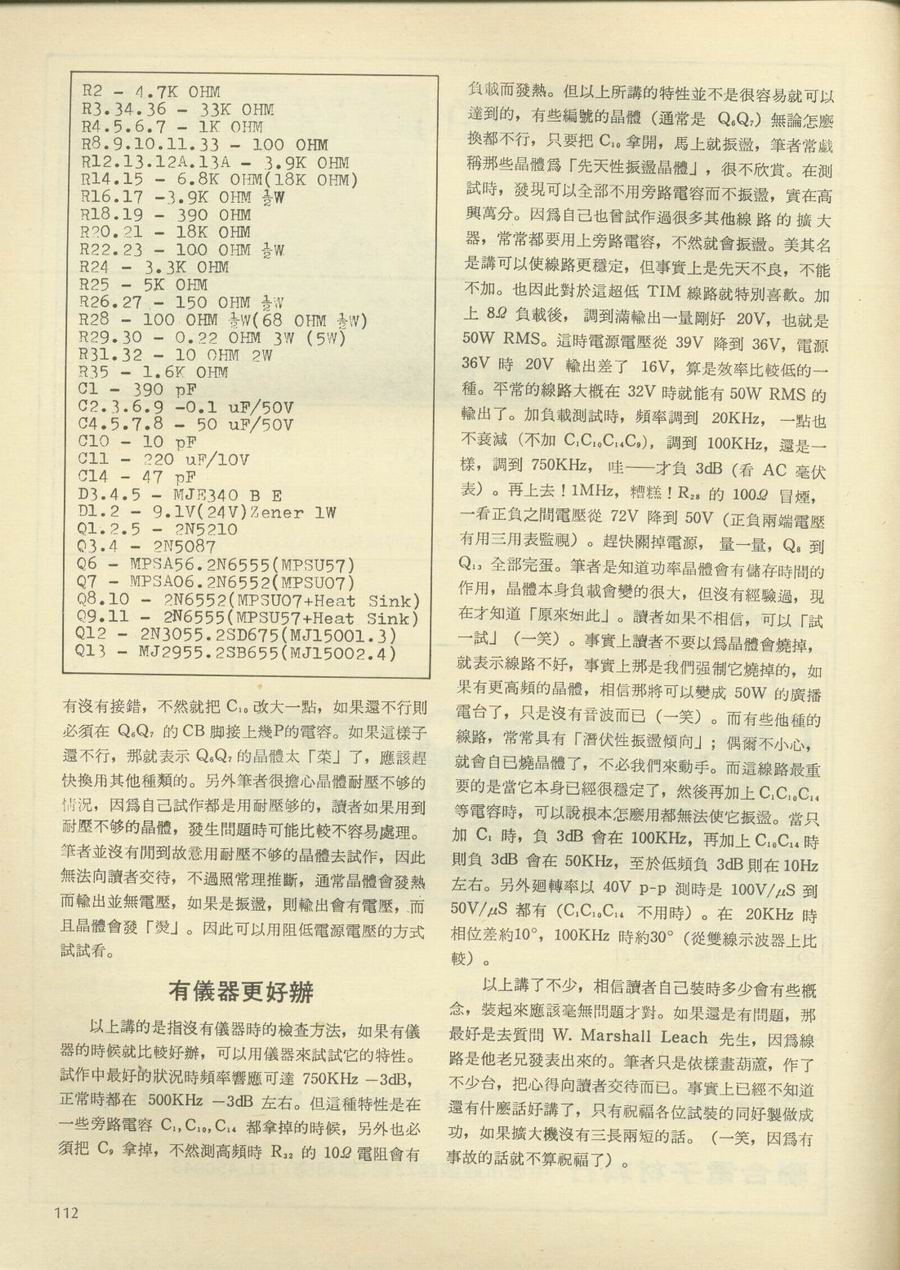 R2 - 4.7K OHM
R3.34.36 - 33K OHM
R4.5.6.7 - 1K OHM
R8.9.10.11.33 - 100 OHM
R12.13.12A.13A - 3.9K OHM
R14.15 - 6.8K OHM(18K OHM)
R16.17 -3.9K OHM ½W
R18.19 - 390 OHM
R20.21 - 18K OHM
R22.23 - 100 OHM ½W
R24 - 3.3K OHM
R25 - 5K OHM
R26.27 - 150 OHM ½W
R28 - 100 OHM ½W(68 OHM ½W)
R29.30 - 0.22 OHM 3W (5W)
R31.32 - 10 OHM 2W
R35 - 1.6K OHM
C1 - 390 pF
C2.3.6.9 -0.1 uF/50V
C4.5.7.8 - 50 uF/50V
C10 - 10 pF
C11 - 220 uF/10V
C14 - 47 pF
D3.4.5 - MJE340 B E
D1.2 - 9.1V(24V)Zener 1W
Q1.2.5 - 2N5210
Q3.4 - 2N5087
Q6 - MPSA56.2N6555(MPSU57)
Q7 - MPSA06.2N6552(MPSU07)
Q8.10 - 2N6552(MPSU07+Heat Sink)
Q9.11 - 2N6555(MPSU57+Heat Sink)
Q12 - 2N3055.2SD675(MJ15001.3)
Q13 - MJ2955.2SB655(MJ15002.4)
有沒有接錯，不然就把 C₁₀ 改大一點，如果還不行則
必須在 Q₆Q₇ 的 CB 脚接上幾P的電容。如果這樣子
還不行，那就表示 Q₆Q₇ 的晶體太「菜」了，應該趕
快換用其他種類的。另外筆者很擔心晶體耐壓不够的
情況，因爲自己試作都是用耐壓够的，讀者如果用到
耐壓不够的晶體，發生問題時可能比較不容易處理。
筆者並沒有閒到故意用耐壓不够的晶體去試作，因此
無法向讀者交待，不過照常理推斷，通常晶體會發熱
而輸出並無電壓，如果是振盪，則輸出會有電壓，而
且晶體會發「燙」。因此可以用阻低電源電壓的方式
試試看。
有儀器更好辦
以上講的是指沒有儀器時的檢查方法，如果有儀
器的時候就比較好辦，可以用儀器來試試它的特性。
試作中最好的狀況時頻率響應可達 750KHz －3dB，
正常時都在 500KHz －3dB 左右。但這種特性是在
一些旁路電容 C₁, C₁₀, C₁₄ 都拿掉的時候，另外也必
須把 C₉ 拿掉，不然測高頻時 R₃₂ 的 10Ω 電阻會有
負載而發熱。但以上所講的特性並不是很容易就可以
達到的，有些編號的晶體（通常是 Q₆Q₇）無論怎麽
換都不行，只要把 C₁₀ 拿開，馬上就振盪，筆者常戯
稱那些晶體爲「先天性振盪晶體」，很不欣賞。在測
試時，發現可以全部不用旁路電容而不振盪，實在高
興萬分。因爲自己也曾試作過很多其他線路的擴大
器，常常都要用上旁路電容，不然就會振盪。美其名
是講可以使線路更穩定，但事實上是先天不良，不能
不加。也因此對於這超低 TIM 線路就特別喜歡。加
上 8Ω 負載後， 調到滿輸出一量剛好 20V，也就是
50W RMS。這時電源電壓從 39V 降到 36V，電源
36V 時 20V 輸出差了 16V，算是效率比較低的一
種。平常的線路大槪在 32V 時就能有 50W RMS 的
輸出了。加負載測試時，頻率調到 20KHz， 一點也
不衰減（不加 C₁C₁₀C₁₄C₉），調到 100KHz，還是一
樣，調到 750KHz， 哇——才負 3dB（看 AC 毫伏
表）。再上去！1MHz，糟糕！R₂₈ 的 100Ω 冒煙，
一看正負之間電壓從 72V 降到 50V（正負兩端電壓
有用三用表監視）。趕快關掉電源， 量一量，Q₈ 到
Q₁₃ 全部完蛋。筆者是知道功率晶體會有儲存時間的
作用，晶體本身負載會變的很大，但沒有經驗過，現
在才知道「原來如此」。讀者如果不相信，可以「試
一試」（一笑）。事實上讀者不要以爲晶體會燒掉，
就表示線路不好，事實上那是我們强制它燒掉的，如
果有更高頻的晶體，相信那將可以變成 50W 的廣播
電台了，只是沒有音波而已（一笑）。而有些他種的
線路，常常具有「潛伏性振盪傾向」；偶爾不小心，
就會自已燒晶體了，不必我們來動手。而這線路最重
要的是當它本身已經很穩定了，然後再加上 C₁C₁₀C₁₄
等電容時，可以說根本怎麽用都無法使它振盪。當只
加 C₁ 時，負 3dB 會在 100KHz，再加上 C₁₀C₁₄ 時
則負 3dB 會在 50KHz，至於低頻負 3dB 則在 10Hz
左右。另外廻轉率以 40V p-p 測時是 100V/μS 到
50V/μS 都有（C₁C₁₀C₁₄ 不用時）。在 20KHz 時
相位差約10°，100KHz 時約30°（從雙線示波器上比
較）。
以上講了不少，相信讀者自己裝時多少會有些槪
念，裝起來應該毫無問題才對。如果還是有問題，那
最好是去質問 W. Marshall Leach 先生，因爲線
路是他老兄發表出來的。筆者只是依樣畫葫蘆，作了
不少台，把心得向讀者交待而已。事實上已經不知道
還有什麽話好講了，只有祝福各位試裝的同好製做成
功，如果擴大機沒有三長兩短的話。（一笑，因爲有
事故的話就不算祝福了）。
112